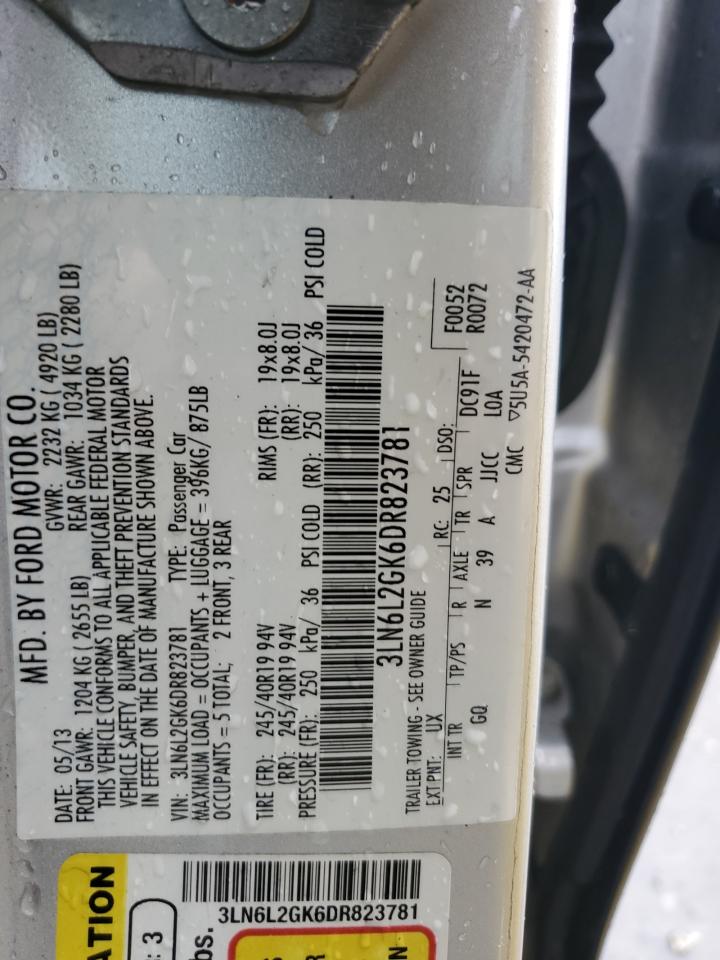 MFD. BY FORD MOTOR CO.
DATE: 05/13 GVWR: 2232 KG ( 4920 LB)
FRONT GAWR: 1204 KG ( 2655 LB) REAR GAWR: 1034 KG ( 2280 LB)
THIS VEHICLE CONFORMS TO ALL APPLICABLE FEDERAL MOTOR
VEHICLE SAFETY, BUMPER, AND THEFT PREVENTION STANDARDS
IN EFFECT ON THE DATE OF MANUFACTURE SHOWN ABOVE.
VIN: 3LN6L2GK6DR823781 TYPE: Passenger Car
MAXIMUM LOAD = OCCUPANTS + LUGGAGE = 396KG/ 875LB
OCCUPANTS = 5 TOTAL; 2 FRONT, 3 REAR
TIRE (FR): 245/40R19 94V RIMS (FR): 19x8.0J
(RR): 245/40R19 94V. (RR): 19x8.0J
PRESSURE (FR): 250 kPa/ 36 PSI COLD (RR): 250 kPa/ 36 PSI COLD
3LN6L2GK6DR823781
TRAILER TOWING - SEE OWNER GUIDE
EXT PNT: UX RC: 25 DSO: F0052
INT TR TP/PS R AXLE TR SPR DC91F R0072
GQ N 39 A JJCC LOA
CMC ▽5U5A-5420472-AA
3LN6L2GK6DR823781
ATION
: 3
bs.